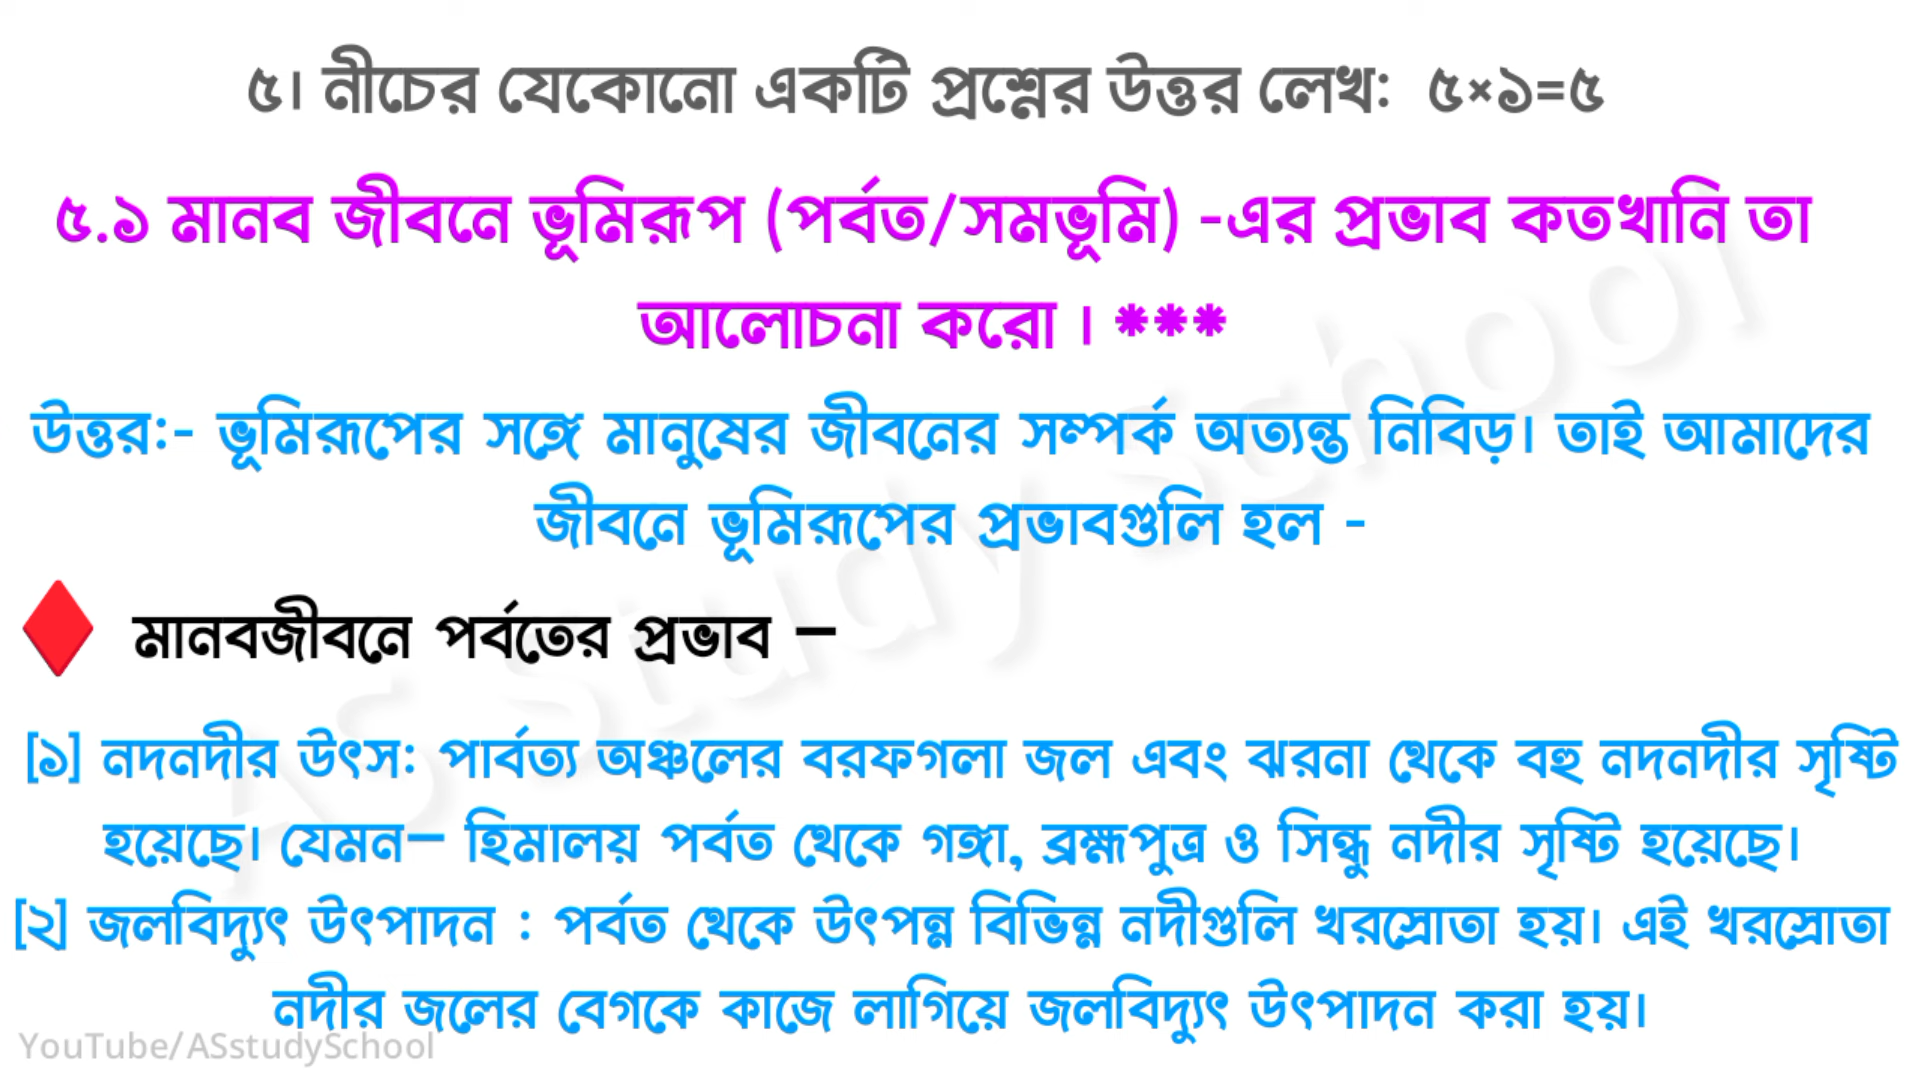 ৫। নীচের যেকোনো একটি প্রশ্নের উত্তর লেখ: ৫×১=৫
৫.১ মানব জীবনে ভূমিরূপ (পর্বত/সমভূমি) -এর প্রভাব কতখানি তা
আলোচনা করো । ***
উত্তর:- ভূমিরূপের সঙ্গে মানুষের জীবনের সম্পর্ক অত্যন্ত নিবিড়। তাই আমাদের
জীবনে ভূমিরূপের প্রভাবগুলি হল -
♦ মানবজীবনে পর্বতের প্রভাব –
[১] নদনদীর উৎস: পার্বত্য অঞ্চলের বরফগলা জল এবং ঝরনা থেকে বহু নদনদীর সৃষ্টি
হয়েছে। যেমন– হিমালয় পর্বত থেকে গঙ্গা, ব্রহ্মপুত্র ও সিন্ধু নদীর সৃষ্টি হয়েছে।
[২] জলবিদ্যুৎ উৎপাদন : পর্বত থেকে উৎপন্ন বিভিন্ন নদীগুলি খরস্রোতা হয়। এই খরস্রোতা
নদীর জলের বেগকে কাজে লাগিয়ে জলবিদ্যুৎ উৎপাদন করা হয়।
YouTube/ASstudySchool
AS Study School